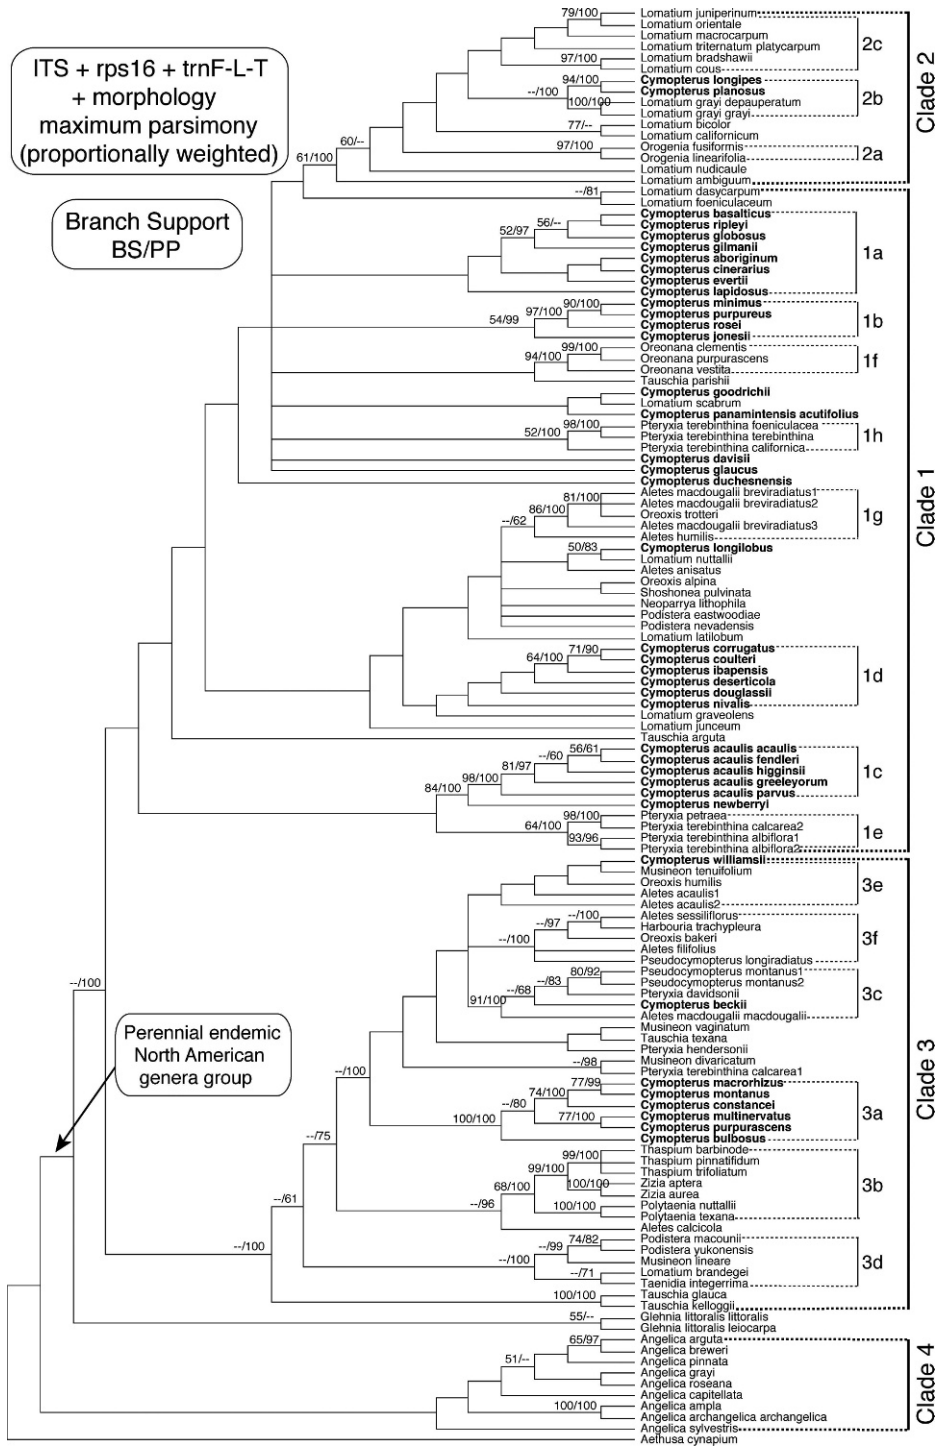 ITS + rps16 + trnF-L-T
+ morphology
maximum parsimony
(proportionally weighted)
Branch Support
BS/PP
Perennial endemic
North American
genera group
79/100
Lomatium juniperinum
Lomatium orientale
Lomatium macrocarpum
Lomatium triternatum platycarpum
97/100
Lomatium bradshawii
Lomatium cous
2c
94/100
Cymopterus longipes
--/100
Cymopterus planosus
100/100
Lomatium grayi depauperatum
Lomatium grayi grayi
2b
77/--
Lomatium bicolor
Lomatium californicum
60/--
97/100
Orogenia fusiformis
Orogenia linearifolia
2a
61/100
Lomatium nudicaule
Lomatium ambiguum
Clade 2
--/81
Lomatium dasycarpum
Lomatium foeniculaceum
Cymopterus basalticus
56/--
Cymopterus ripleyi
52/97
Cymopterus globosus
Cymopterus gilmanii
Cymopterus aboriginum
Cymopterus cinerarius
Cymopterus evertii
Cymopterus lapidosus
1a
90/100
Cymopterus minimus
97/100
Cymopterus purpureus
54/99
Cymopterus rosei
Cymopterus jonesii
1b
99/100
Oreonana clementis
94/100
Oreonana purpurascens
Oreonana vestita
1f
Tauschia parishii
Cymopterus goodrichii
Lomatium scabrum
Cymopterus panamintensis acutifolius
98/100
Pteryxia terebinthina foeniculacea
52/100
Pteryxia terebinthina terebinthina
Pteryxia terebinthina californica
1h
Cymopterus davisii
Cymopterus glaucus
Cymopterus duchesnensis
81/100
Aletes macdougalii breviradiatus1
Aletes macdougalii breviradiatus2
86/100
Oreoxis trotteri
--/62
Aletes macdougalii breviradiatus3
Aletes humilis
1g
50/83
Cymopterus longilobus
Lomatium nuttallii
Aletes anisatus
Oreoxis alpina
Shoshonea pulvinata
Neoparrya lithophila
Podistera eastwoodiae
Podistera nevadensis
Lomatium latilobum
71/90
Cymopterus corrugatus
64/100
Cymopterus coulteri
Cymopterus ibapensis
Cymopterus deserticola
Cymopterus douglassii
Cymopterus nivalis
1d
Lomatium graveolens
Lomatium junceum
Tauschia arguta
56/61
Cymopterus acaulis acaulis
--/60
Cymopterus acaulis fendleri
81/97
Cymopterus acaulis higginsii
98/100
Cymopterus acaulis greeleyorum
84/100
Cymopterus acaulis parvus
1c
Cymopterus newberryi
98/100
Pteryxia petraea
64/100
Pteryxia terebinthina calcarea2
93/96
Pteryxia terebinthina albiflora1
Pteryxia terebinthina albiflora2
1e
Clade 1
Cymopterus williamsii
Musineon tenuifolium
Oreoxis humilis
Aletes acaulis1
Aletes acaulis2
3e
--/100
Aletes sessiliflorus
--/97
Harbouria trachypleura
--/100
Oreoxis bakeri
Aletes filifolius
Pseudocymopterus longiradiatus
3f
80/92
Pseudocymopterus montanus1
--/83
Pseudocymopterus montanus2
--/68
Pteryxia davidsonii
91/100
Cymopterus beckii
Aletes macdougalii macdougalii
3c
Musineon vaginatum
Tauschia texana
Pteryxia hendersonii
--/98
Musineon divaricatum
Pteryxia terebinthina calcarea1
--/100
77/99
Cymopterus macrorhizus
74/100
Cymopterus montanus
--/80
Cymopterus constancei
100/100
77/100
Cymopterus multinervatus
Cymopterus purpurascens
Cymopterus bulbosus
3a
--/75
99/100
Thaspium barbinode
99/100
Thaspium pinnatifidum
Thaspium trifoliatum
68/100
100/100
Zizia aptera
Zizia aurea
--/96
100/100
Polytaenia nuttallii
Polytaenia texana
3b
Aletes calcicola
--/61
74/82
Podistera macounii
--/99
Podistera yukonensis
--/100
Musineon lineare
--/71
Lomatium brandegei
Taenidia integerrima
3d
--/100
100/100
Tauschia glauca
Tauschia kelloggii
Clade 3
--/100
55/--
Glehnia littoralis littoralis
Glehnia littoralis leiocarpa
65/97
Angelica arguta
Angelica breweri
51/--
Angelica pinnata
Angelica grayi
Angelica roseana
Angelica capitellata
100/100
Angelica ampla
Angelica archangelica archangelica
Angelica sylvestris
Clade 4
Aethusa cynapium